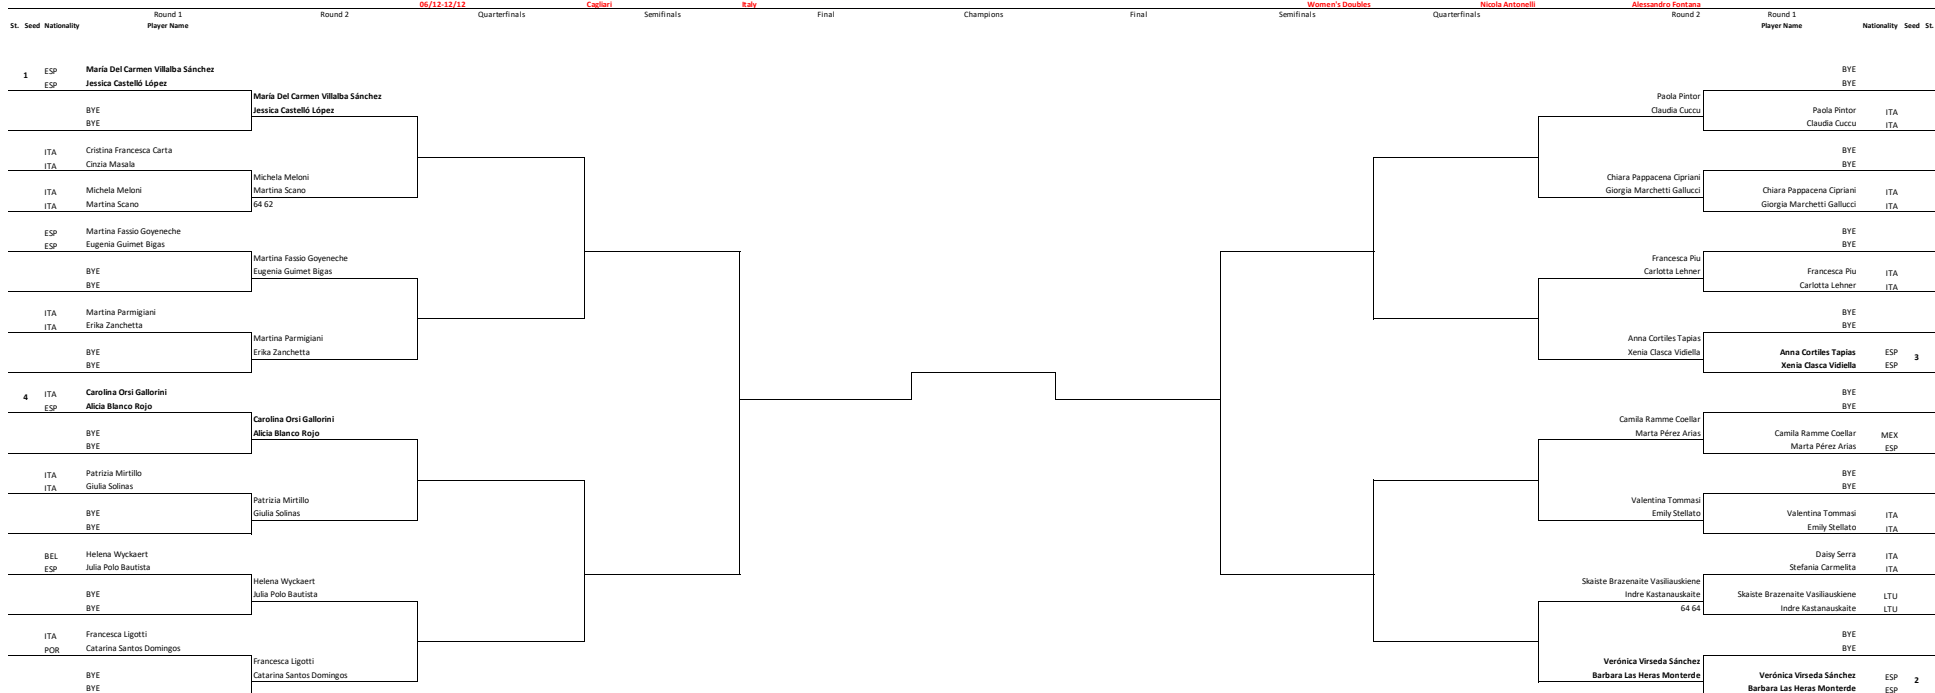 06/12-12/12 Cagliari Italy Women's Doubles Nicola Antonelli Alessandro Fontana
Round 1 Round 2 Quarterfinals Semifinals Final Champions Final Semifinals Quarterfinals Round 2 Round 1
St. Seed Nationality Player Name Player Name Nationality Seed St.
1 ESP María Del Carmen Villalba Sánchez
ESP Jessica Castelló López
María Del Carmen Villalba Sánchez
Jessica Castelló López
BYE
BYE
ITA Cristina Francesca Carta
ITA Cinzia Masala
Michela Meloni
Martina Scano
64 62
ITA Michela Meloni
ITA Martina Scano
ESP Martina Fassio Goyeneche
ESP Eugenia Guimet Bigas
Martina Fassio Goyeneche
Eugenia Guimet Bigas
BYE
BYE
ITA Martina Parmigiani
ITA Erika Zanchetta
Martina Parmigiani
Erika Zanchetta
BYE
BYE
4 ITA Carolina Orsi Gallorini
ESP Alicia Blanco Rojo
Carolina Orsi Gallorini
Alicia Blanco Rojo
BYE
BYE
ITA Patrizia Mirtillo
ITA Giulia Solinas
Patrizia Mirtillo
Giulia Solinas
BYE
BYE
BEL Helena Wyckaert
ESP Julia Polo Bautista
Helena Wyckaert
Julia Polo Bautista
BYE
BYE
ITA Francesca Ligotti
POR Catarina Santos Domingos
Francesca Ligotti
Catarina Santos Domingos
BYE
BYE
BYE
BYE
Paola Pintor
Claudia Cuccu
Paola Pintor ITA
Claudia Cuccu ITA
BYE
BYE
Chiara Pappacena Cipriani
Giorgia Marchetti Gallucci
Chiara Pappacena Cipriani ITA
Giorgia Marchetti Gallucci ITA
BYE
BYE
Francesca Piu
Carlotta Lehner
Francesca Piu ITA
Carlotta Lehner ITA
BYE
BYE
Anna Cortiles Tapias
Xenia Clasca Vidiella
Anna Cortiles Tapias ESP 3
Xenia Clasca Vidiella ESP
BYE
BYE
Camila Ramme Coellar
Marta Pérez Arias
Camila Ramme Coellar MEX
Marta Pérez Arias ESP
BYE
BYE
Valentina Tommasi
Emily Stellato
Valentina Tommasi ITA
Emily Stellato ITA
Daisy Serra ITA
Stefania Carmelita ITA
Skaiste Brazenaite Vasiliauskiene
Indre Kastanauskaite
64 64
Skaiste Brazenaite Vasiliauskiene LTU
Indre Kastanauskaite LTU
BYE
BYE
Verónica Virseda Sánchez
Barbara Las Heras Monterde
Verónica Virseda Sánchez ESP 2
Barbara Las Heras Monterde ESP